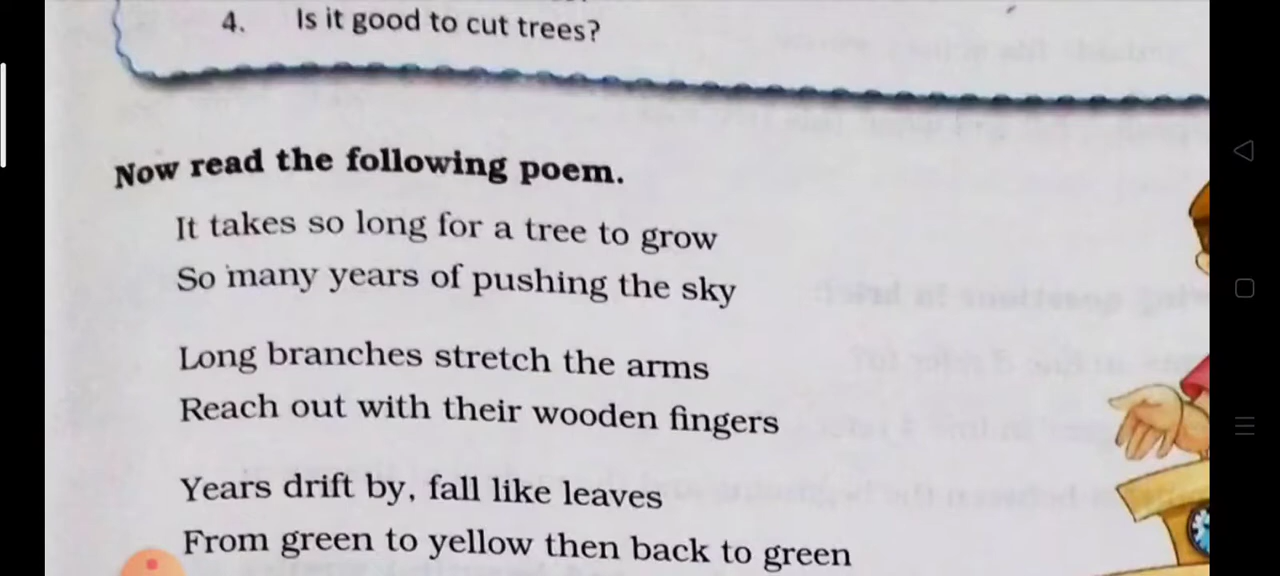 4. Is it good to cut trees?
Now read the following poem.
It takes so long for a tree to grow
So many years of pushing the sky
Long branches stretch the arms
Reach out with their wooden fingers
Years drift by, fall like leaves
From green to yellow then back to green